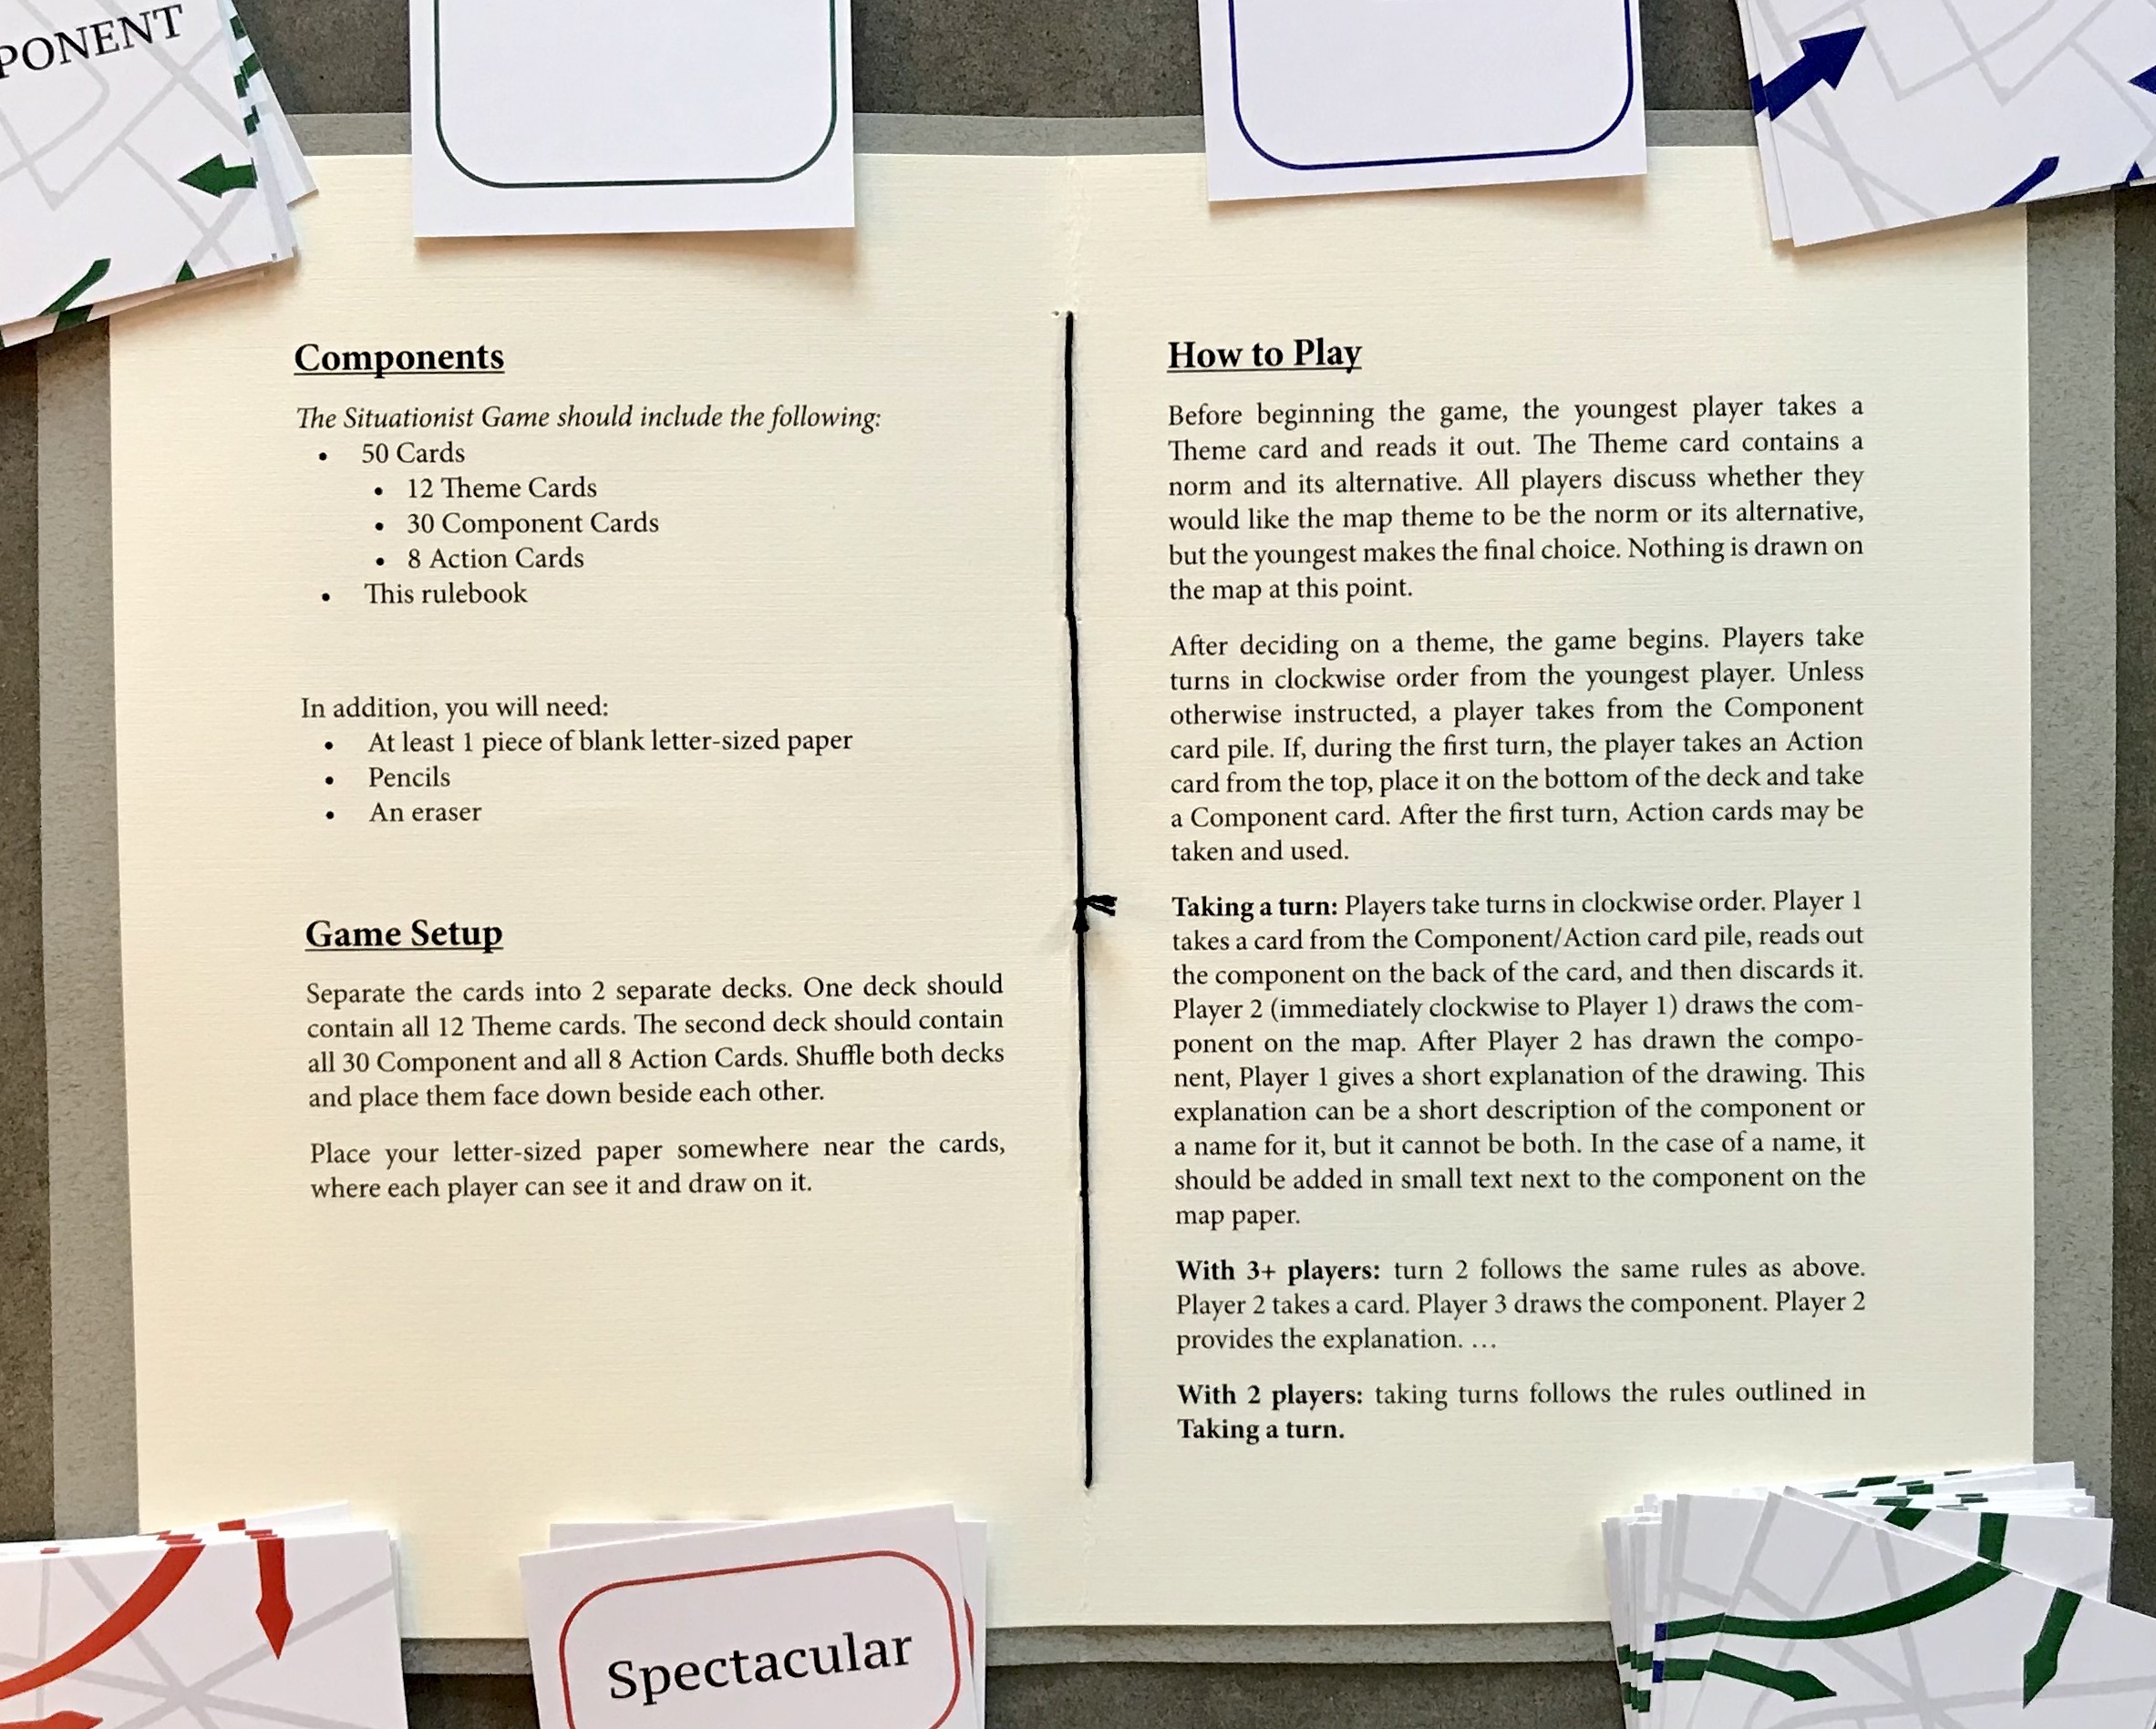 PONENT
Components
The Situationist Game should include the following:
• 50 Cards
• 12 Theme Cards
• 30 Component Cards
• 8 Action Cards
• This rulebook
In addition, you will need:
• At least 1 piece of blank letter-sized paper
• Pencils
• An eraser
Game Setup
Separate the cards into 2 separate decks. One deck should
contain all 12 Theme cards. The second deck should contain
all 30 Component and all 8 Action Cards. Shuffle both decks
and place them face down beside each other.
Place your letter-sized paper somewhere near the cards,
where each player can see it and draw on it.
How to Play
Before beginning the game, the youngest player takes a
Theme card and reads it out. The Theme card contains a
norm and its alternative. All players discuss whether they
would like the map theme to be the norm or its alternative,
but the youngest makes the final choice. Nothing is drawn on
the map at this point.
After deciding on a theme, the game begins. Players take
turns in clockwise order from the youngest player. Unless
otherwise instructed, a player takes from the Component
card pile. If, during the first turn, the player takes an Action
card from the top, place it on the bottom of the deck and take
a Component card. After the first turn, Action cards may be
taken and used.
Taking a turn: Players take turns in clockwise order. Player 1
takes a card from the Component/Action card pile, reads out
the component on the back of the card, and then discards it.
Player 2 (immediately clockwise to Player 1) draws the com-
ponent on the map. After Player 2 has drawn the compo-
nent, Player 1 gives a short explanation of the drawing. This
explanation can be a short description of the component or
a name for it, but it cannot be both. In the case of a name, it
should be added in small text next to the component on the
map paper.
With 3+ players: turn 2 follows the same rules as above.
Player 2 takes a card. Player 3 draws the component. Player 2
provides the explanation. …
With 2 players: taking turns follows the rules outlined in
Taking a turn.
Spectacular